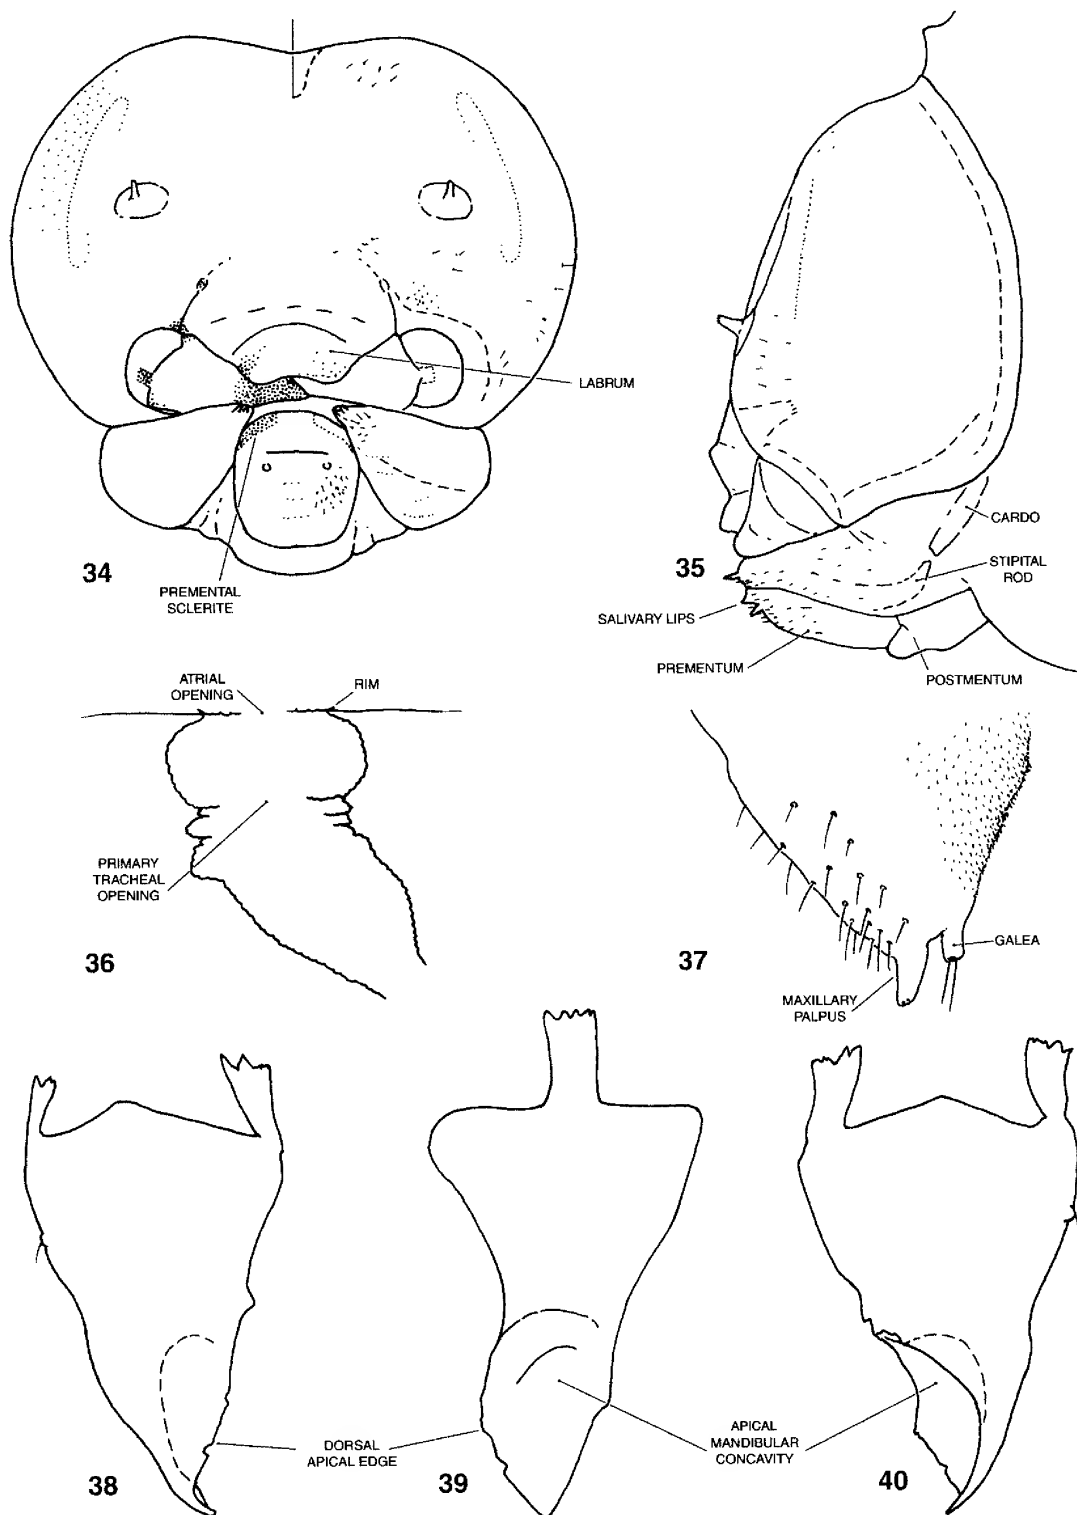 LABRUM
34
PREMENTAL
SCLERITE
35
CARDO
STIPITAL
ROD
SALIVARY LIPS
PREMENTUM
POSTMENTUM
ATRIAL
OPENING
RIM
PRIMARY
TRACHEAL
OPENING
36
37
GALEA
MAXILLARY
PALPUS
DORSAL
APICAL EDGE
APICAL
MANDIBULAR
CONCAVITY
38
39
40